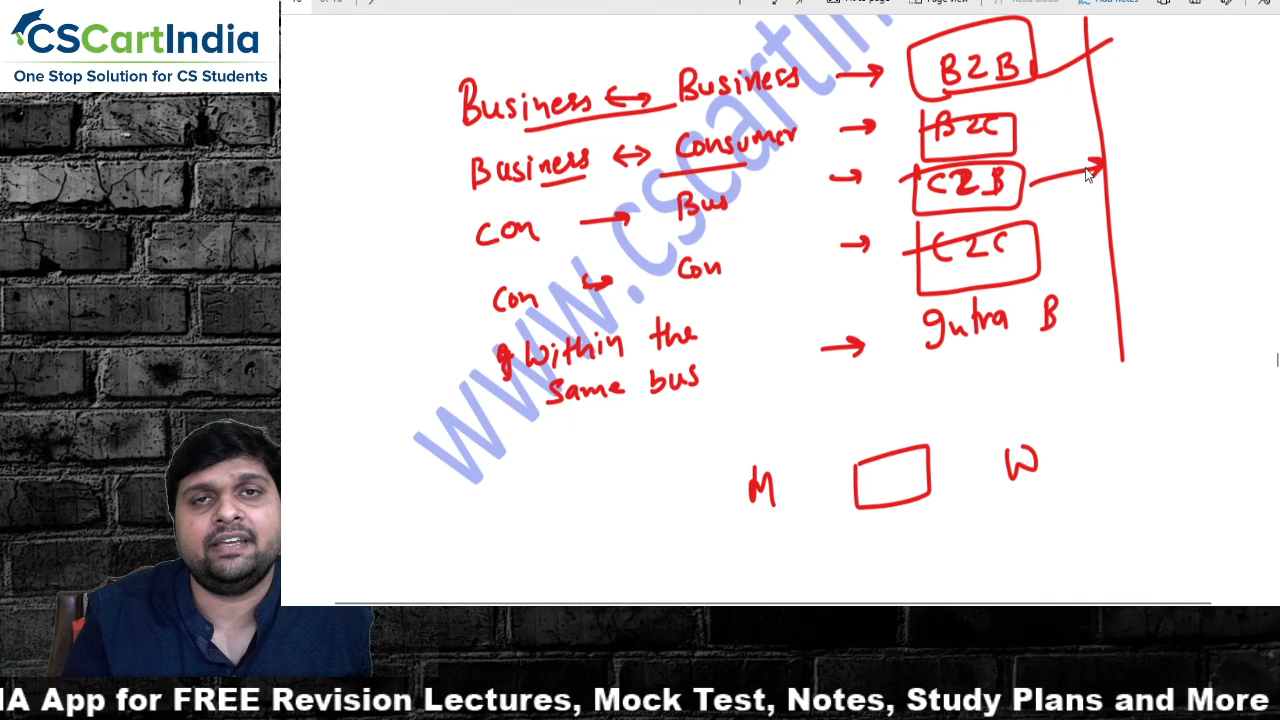 CSCartIndia
One Stop Solution for CS Students
Business ↔ Business → B2B
Business ↔ Consumer → B2C
Con → Bus → C2B
Con ↔ Con → C2C
Within the same bus → Intra B
M W
www.cscartin
IA App for FREE Revision Lectures, Mock Test, Notes, Study Plans and More